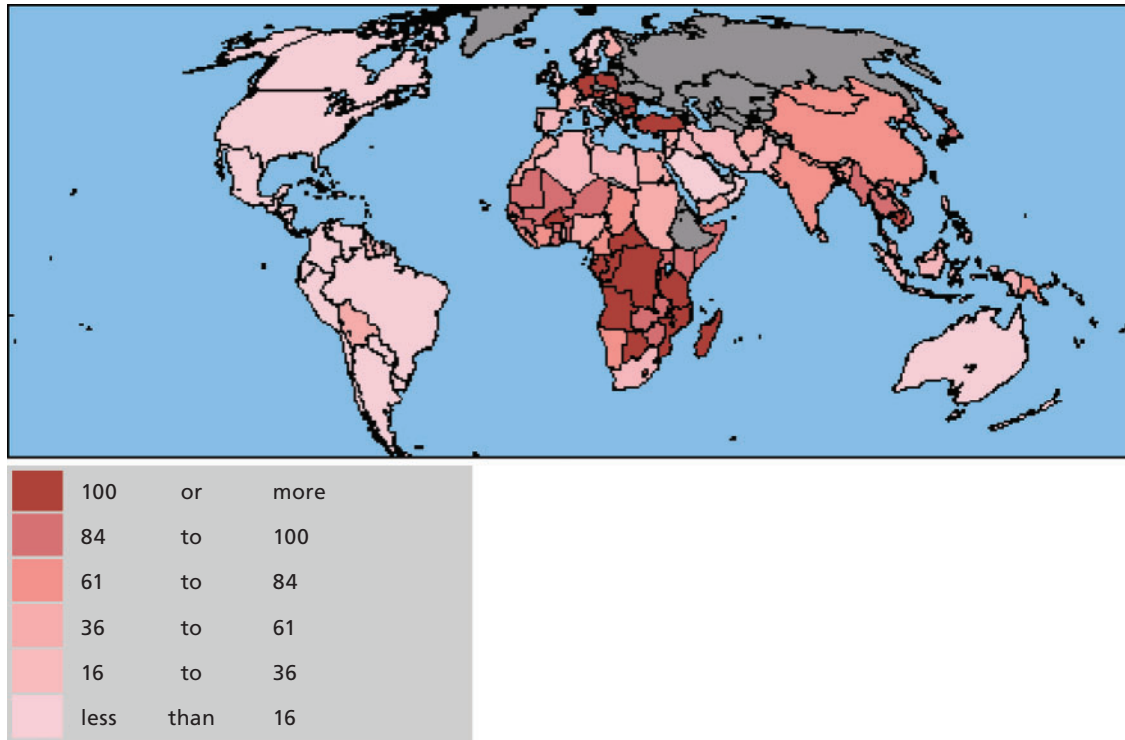 100 or more
84 to 100
61 to 84
36 to 61
16 to 36
less than 16